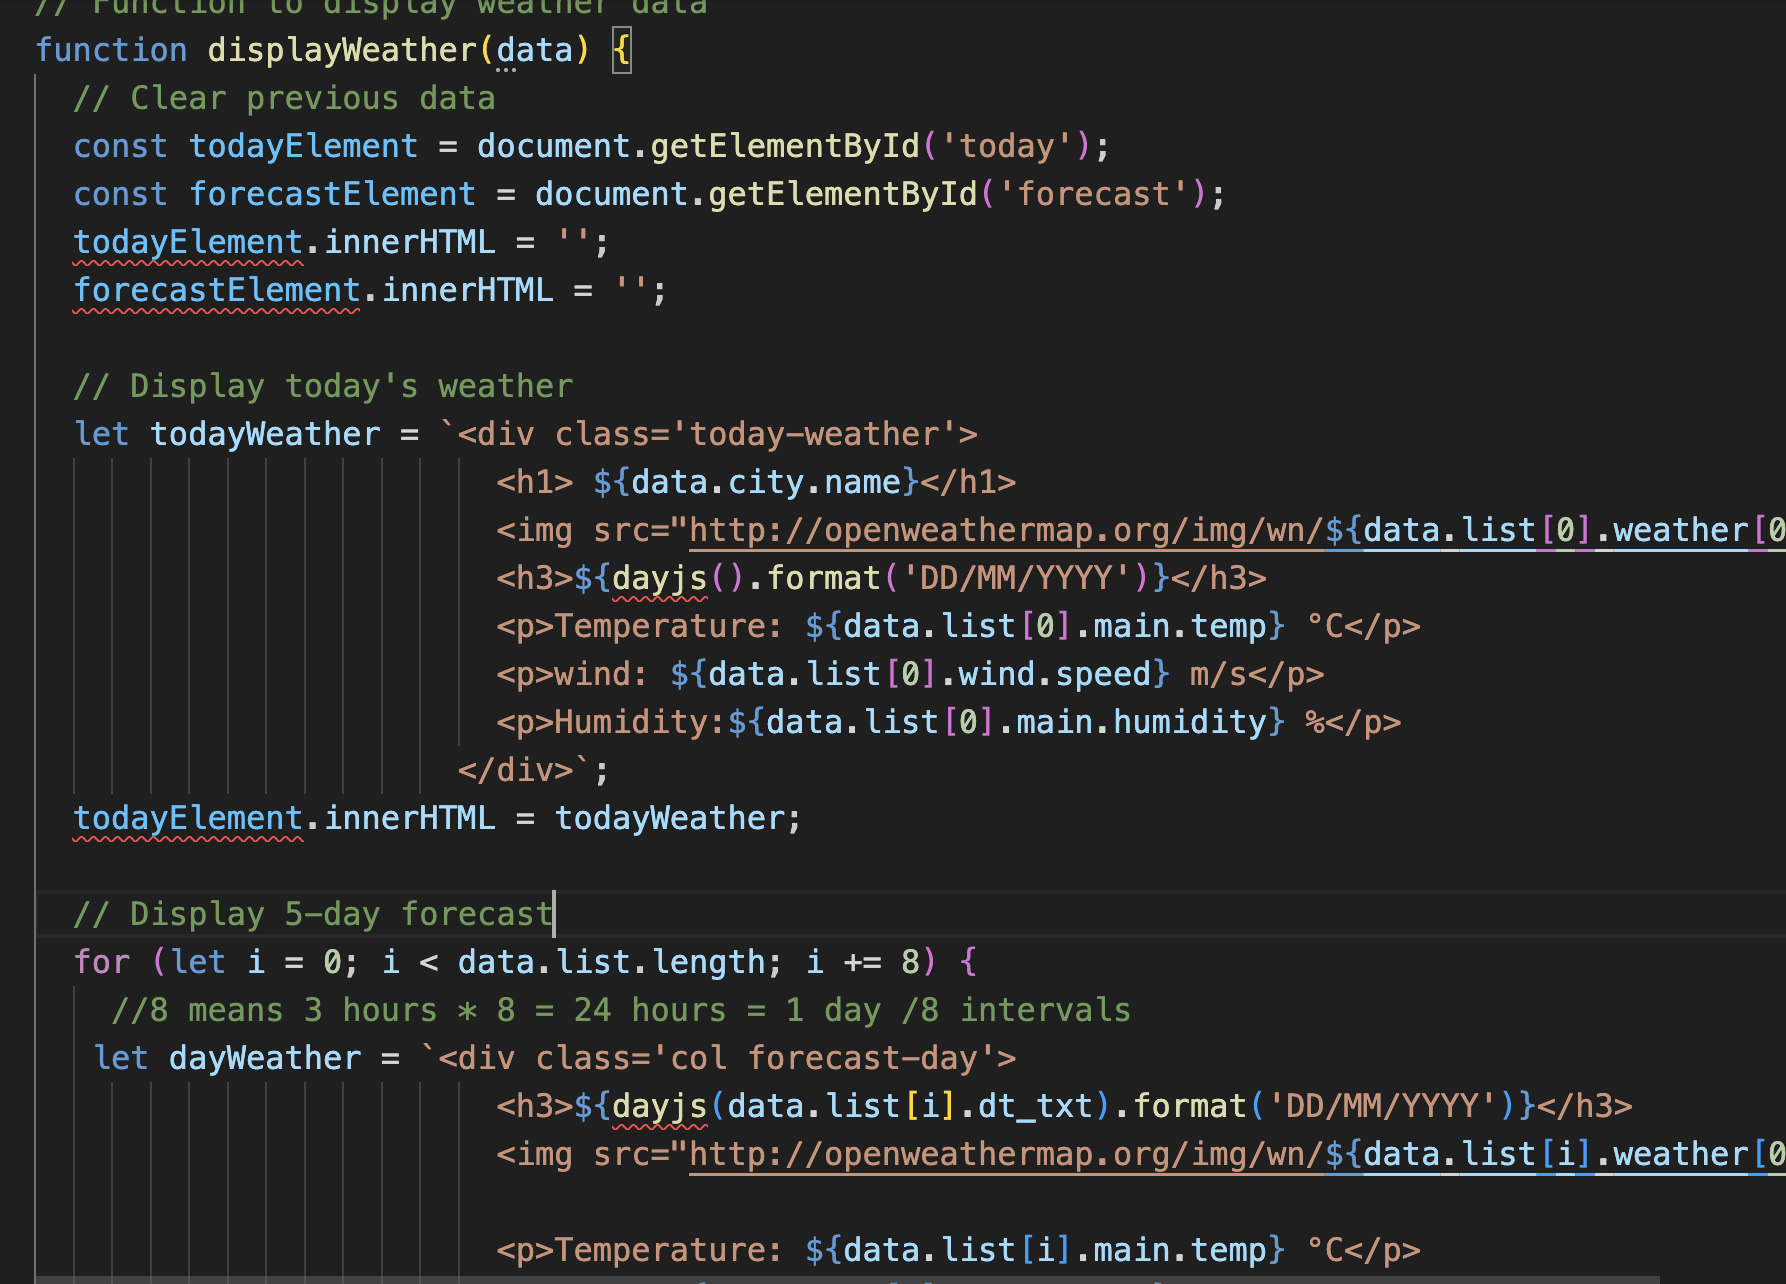 // Function to display weather data
function displayWeather(data) {
// Clear previous data
const todayElement = document.getElementById('today');
const forecastElement = document.getElementById('forecast');
todayElement.innerHTML = '';
forecastElement.innerHTML = '';
// Display today's weather
let todayWeather = `<div class='today-weather'>
<h1> ${data.city.name}</h1>
<img src="http://openweathermap.org/img/wn/${data.list[0].weather[0
<h3>${dayjs().format('DD/MM/YYYY')}</h3>
<p>Temperature: ${data.list[0].main.temp} °C</p>
<p>wind: ${data.list[0].wind.speed} m/s</p>
<p>Humidity:${data.list[0].main.humidity} %</p>
</div>`;
todayElement.innerHTML = todayWeather;
// Display 5-day forecast
for (let i = 0; i < data.list.length; i += 8) {
//8 means 3 hours * 8 = 24 hours = 1 day /8 intervals
let dayWeather = `<div class='col forecast-day'>
<h3>${dayjs(data.list[i].dt_txt).format('DD/MM/YYYY')}</h3>
<img src="http://openweathermap.org/img/wn/${data.list[i].weather[0
<p>Temperature: ${data.list[i].main.temp} °C</p>